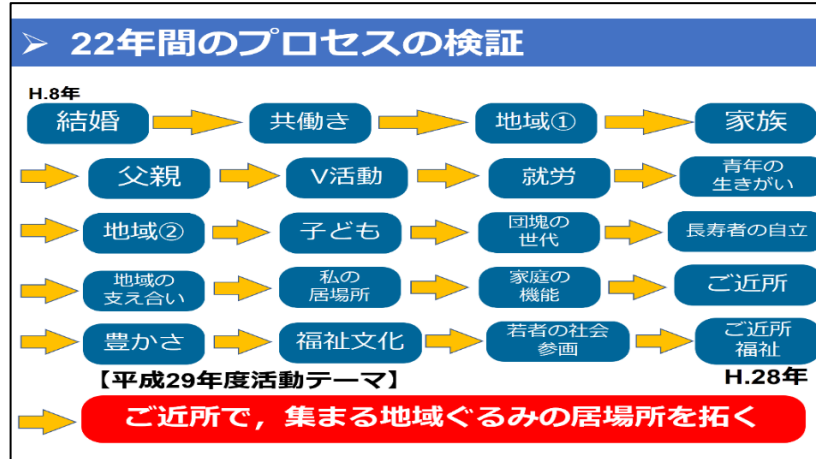 ➤ 22年間のプロセスの検証
H.8年
結婚
共働き
地域①
家族
父親
V活動
就労
青年の
生きがい
地域②
子ども
団塊の
世代
長寿者の自立
地域の
支え合い
私の
居場所
家庭の
機能
ご近所
豊かさ
福祉文化
若者の社会
参画
ご近所
福祉
【平成29年度活動テーマ】
H.28年
ご近所で，集まる地域ぐるみの居場所を拓く